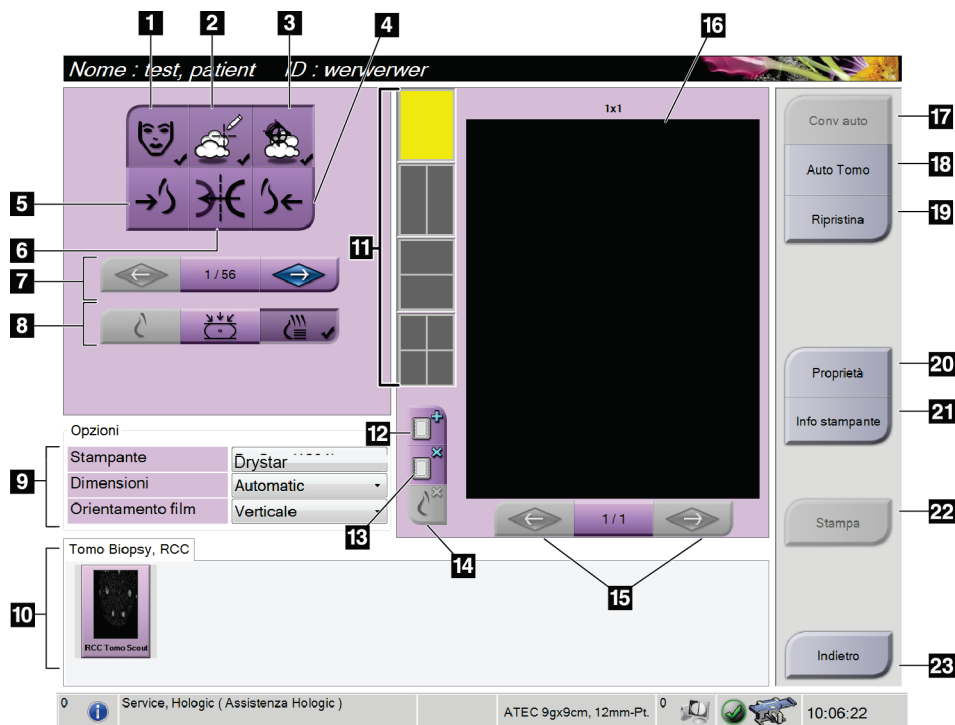 1 2 3 4 16
Nome : test, patient ID : werwerwer
1x1
Conv auto 17
Auto Tomo 18
Ripristina 19
5
6
11
7
1 / 56
8
Proprietà 20
Info stampante 21
Opzioni
9
Stampante Drystar
Dimensioni Automatic
Orientamento film Verticale
12
13
14
1 / 1
15
Stampa 22
10
Tomo Biopsy, RCC
RCC Tomo Scout
Indietro 23
0 Service, Hologic ( Assistenza Hologic ) ATEC 9gx9cm, 12mm-Pt. 0 10:06:22